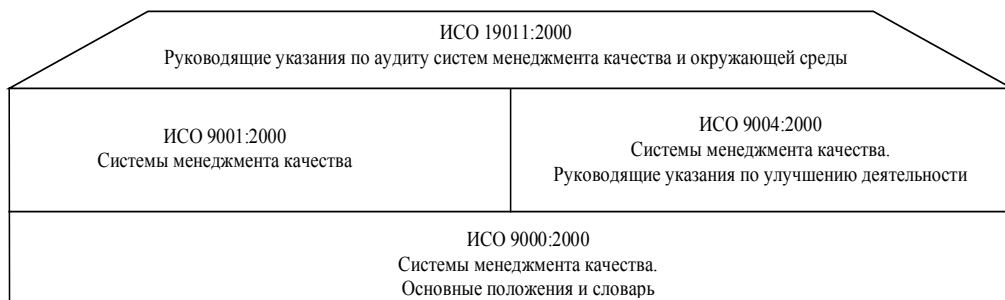 ИСО 19011:2000
Руководящие указания по аудиту систем менеджмента качества и окружающей среды
ИСО 9001:2000
Системы менеджмента качества
ИСО 9004:2000
Системы менеджмента качества.
Руководящие указания по улучшению деятельности
ИСО 9000:2000
Системы менеджмента качества.
Основные положения и словарь